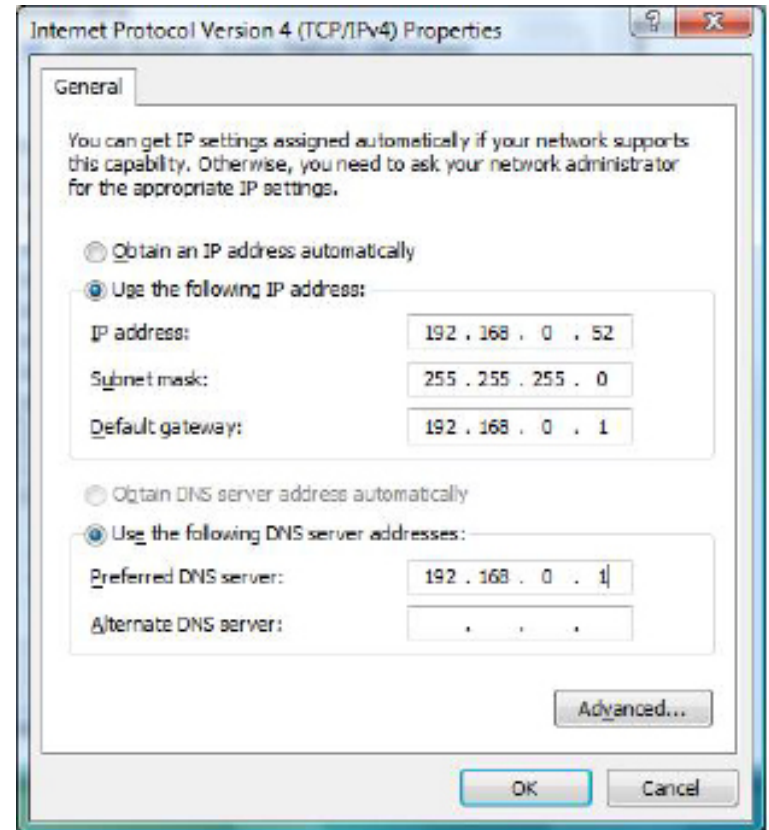 Internet Protocol Version 4 (TCP/IPv4) Properties
General
You can get IP settings assigned automatically if your network supports
this capability. Otherwise, you need to ask your network administrator
for the appropriate IP settings.
Obtain an IP address automatically
Use the following IP address:
IP address: 192 . 168 . 0 . 52
Subnet mask: 255 . 255 . 255 . 0
Default gateway: 192 . 168 . 0 . 1
Obtain DNS server address automatically
Use the following DNS server addresses:
Preferred DNS server: 192 . 168 . 0 . 1
Alternate DNS server: . . .
Advanced...
OK Cancel